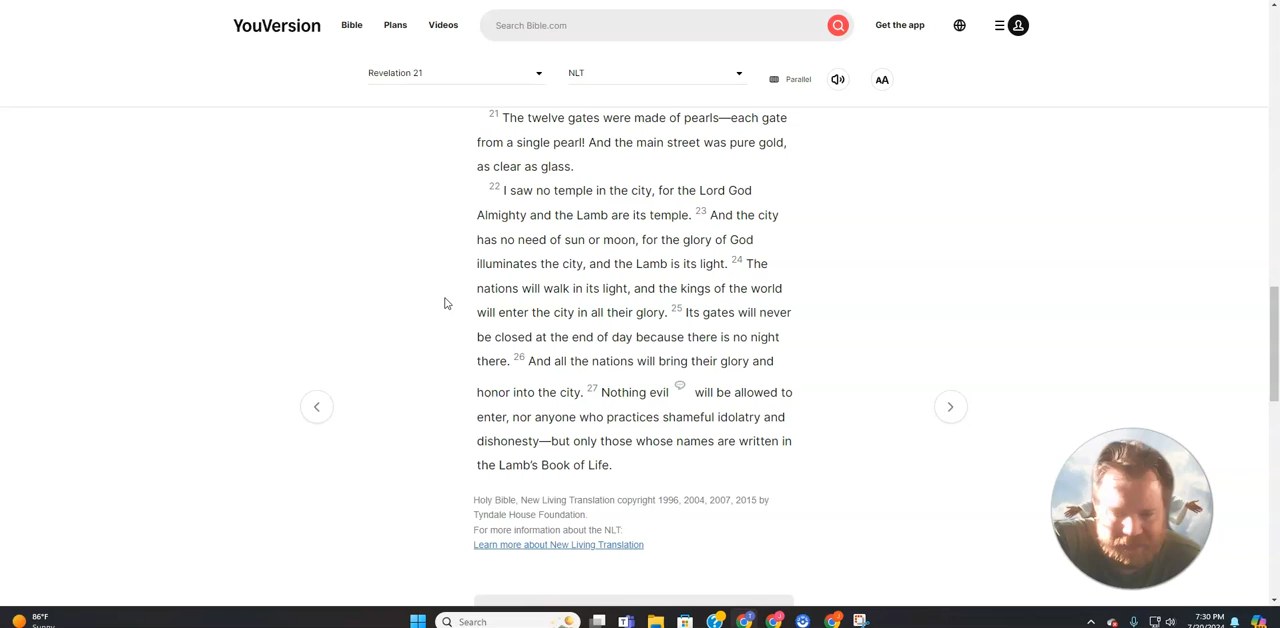 YouVersion Bible Plans Videos Search Bible.com Get the app
Revelation 21 NLT Parallel AA
21 The twelve gates were made of pearls—each gate
from a single pearl! And the main street was pure gold,
as clear as glass.
22 I saw no temple in the city, for the Lord God
Almighty and the Lamb are its temple. 23 And the city
has no need of sun or moon, for the glory of God
illuminates the city, and the Lamb is its light. 24 The
nations will walk in its light, and the kings of the world
will enter the city in all their glory. 25 Its gates will never
be closed at the end of day because there is no night
there. 26 And all the nations will bring their glory and
honor into the city. 27 Nothing evil will be allowed to
enter, nor anyone who practices shameful idolatry and
dishonesty—but only those whose names are written in
the Lamb’s Book of Life.
Holy Bible, New Living Translation copyright 1996, 2004, 2007, 2015 by
Tyndale House Foundation.
For more information about the NLT:
Learn more about New Living Translation
86°F
Search
7:30 PM